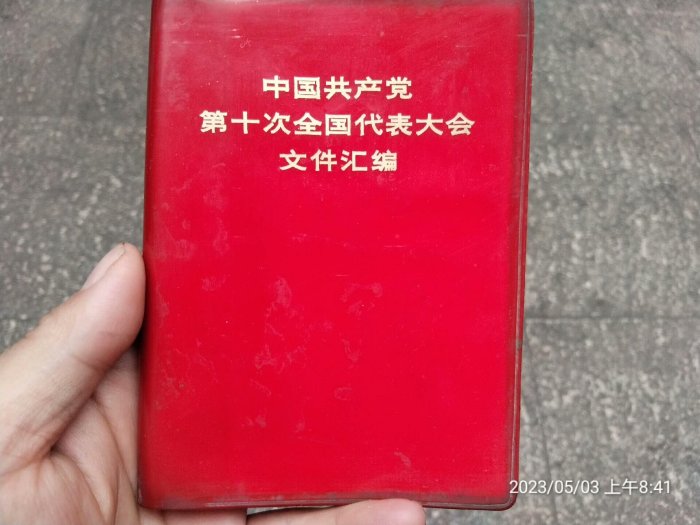 中国共产党
第十次全国代表大会
文件汇编
2023/05/03 上午8:41